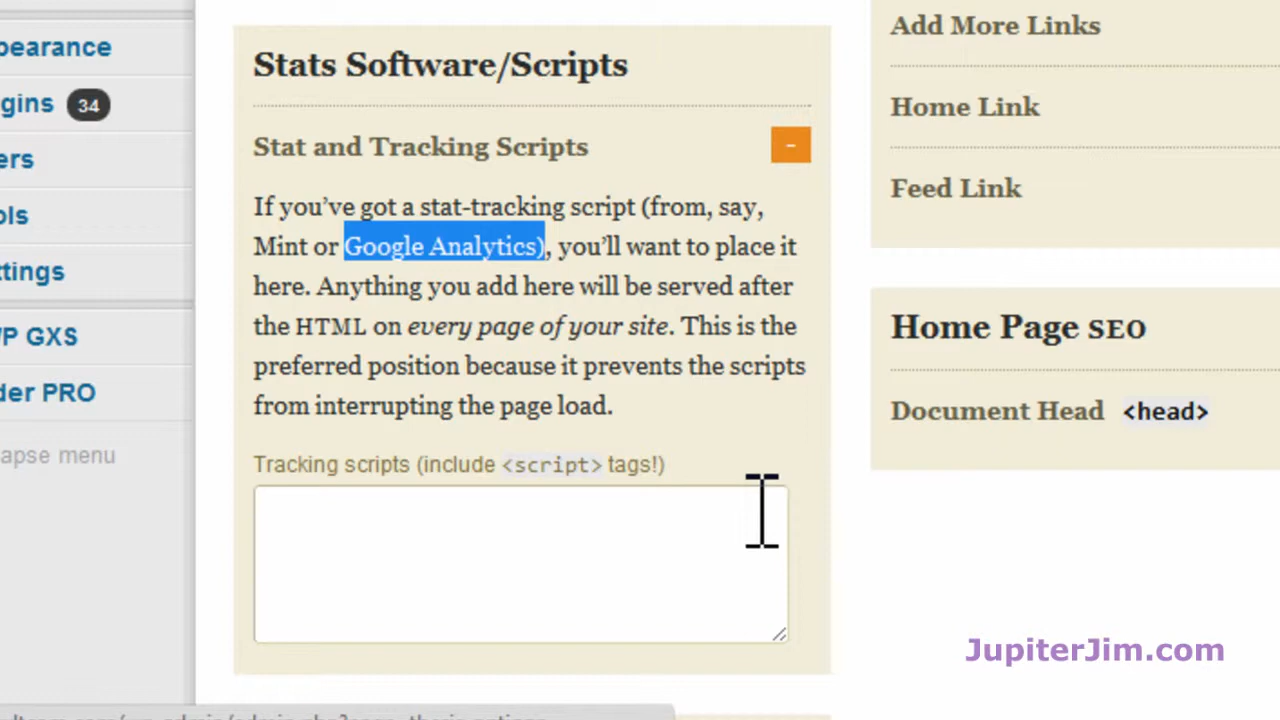 pearance
gins 34
ers
ols
ttings
P GXS
der PRO
apse menu
Stats Software/Scripts
Stat and Tracking Scripts
-
If you’ve got a stat-tracking script (from, say,
Mint or Google Analytics), you’ll want to place it
here. Anything you add here will be served after
the HTML on every page of your site. This is the
preferred position because it prevents the scripts
from interrupting the page load.
Tracking scripts (include <script> tags!)
Add More Links
Home Link
Feed Link
Home Page SEO
Document Head <head>
JupiterJim.com